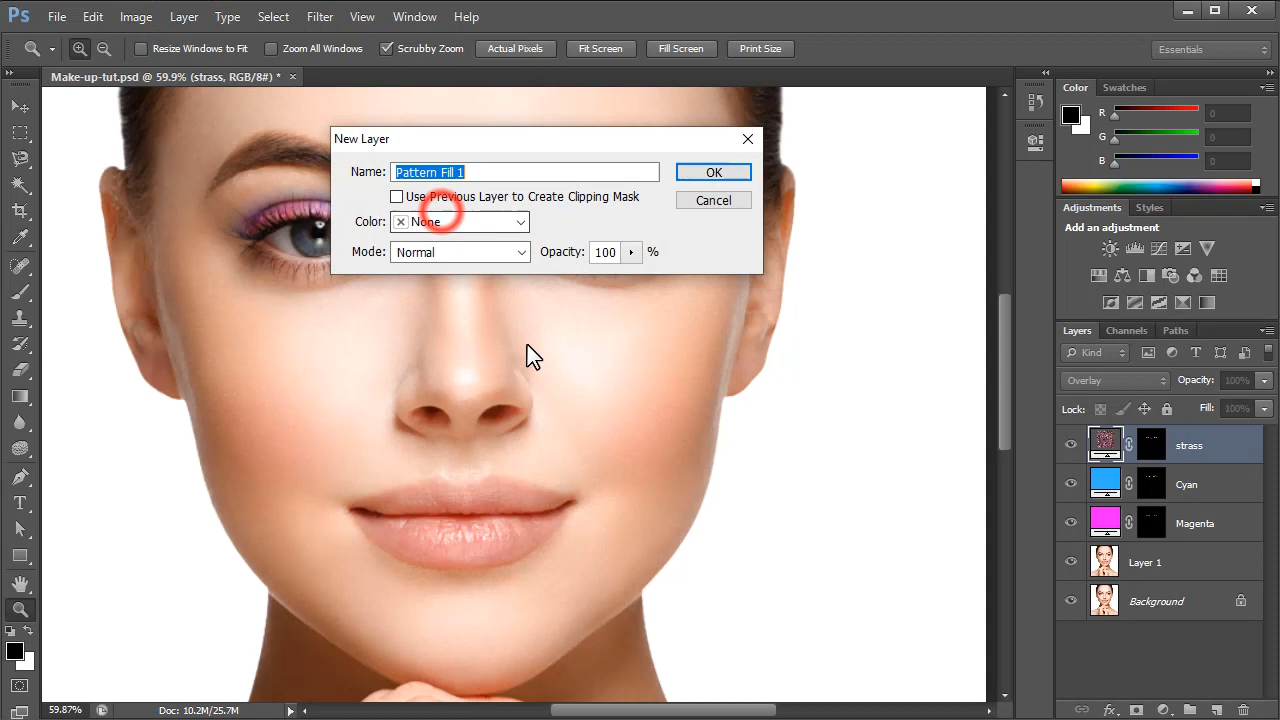 Ps File Edit Image Layer Type Select Filter View Window Help
Resize Windows to Fit Zoom All Windows Scrubby Zoom Actual Pixels Fit Screen Fill Screen Print Size Essentials
Make-up-tut.psd @ 59.9% (strass, RGB/8#) *
Color Swatches
R 0
G 0
B 0
New Layer
Name: Pattern Fill 1 OK
Use Previous Layer to Create Clipping Mask Cancel
Color: None
Mode: Normal Opacity: 100 %
Adjustments Styles
Add an adjustment
Layers Channels Paths
Kind
Overlay Opacity: 100%
Lock: Fill: 100%
strass
Cyan
Magenta
Layer 1
Background
59.87% Doc: 10.2M/25.7M